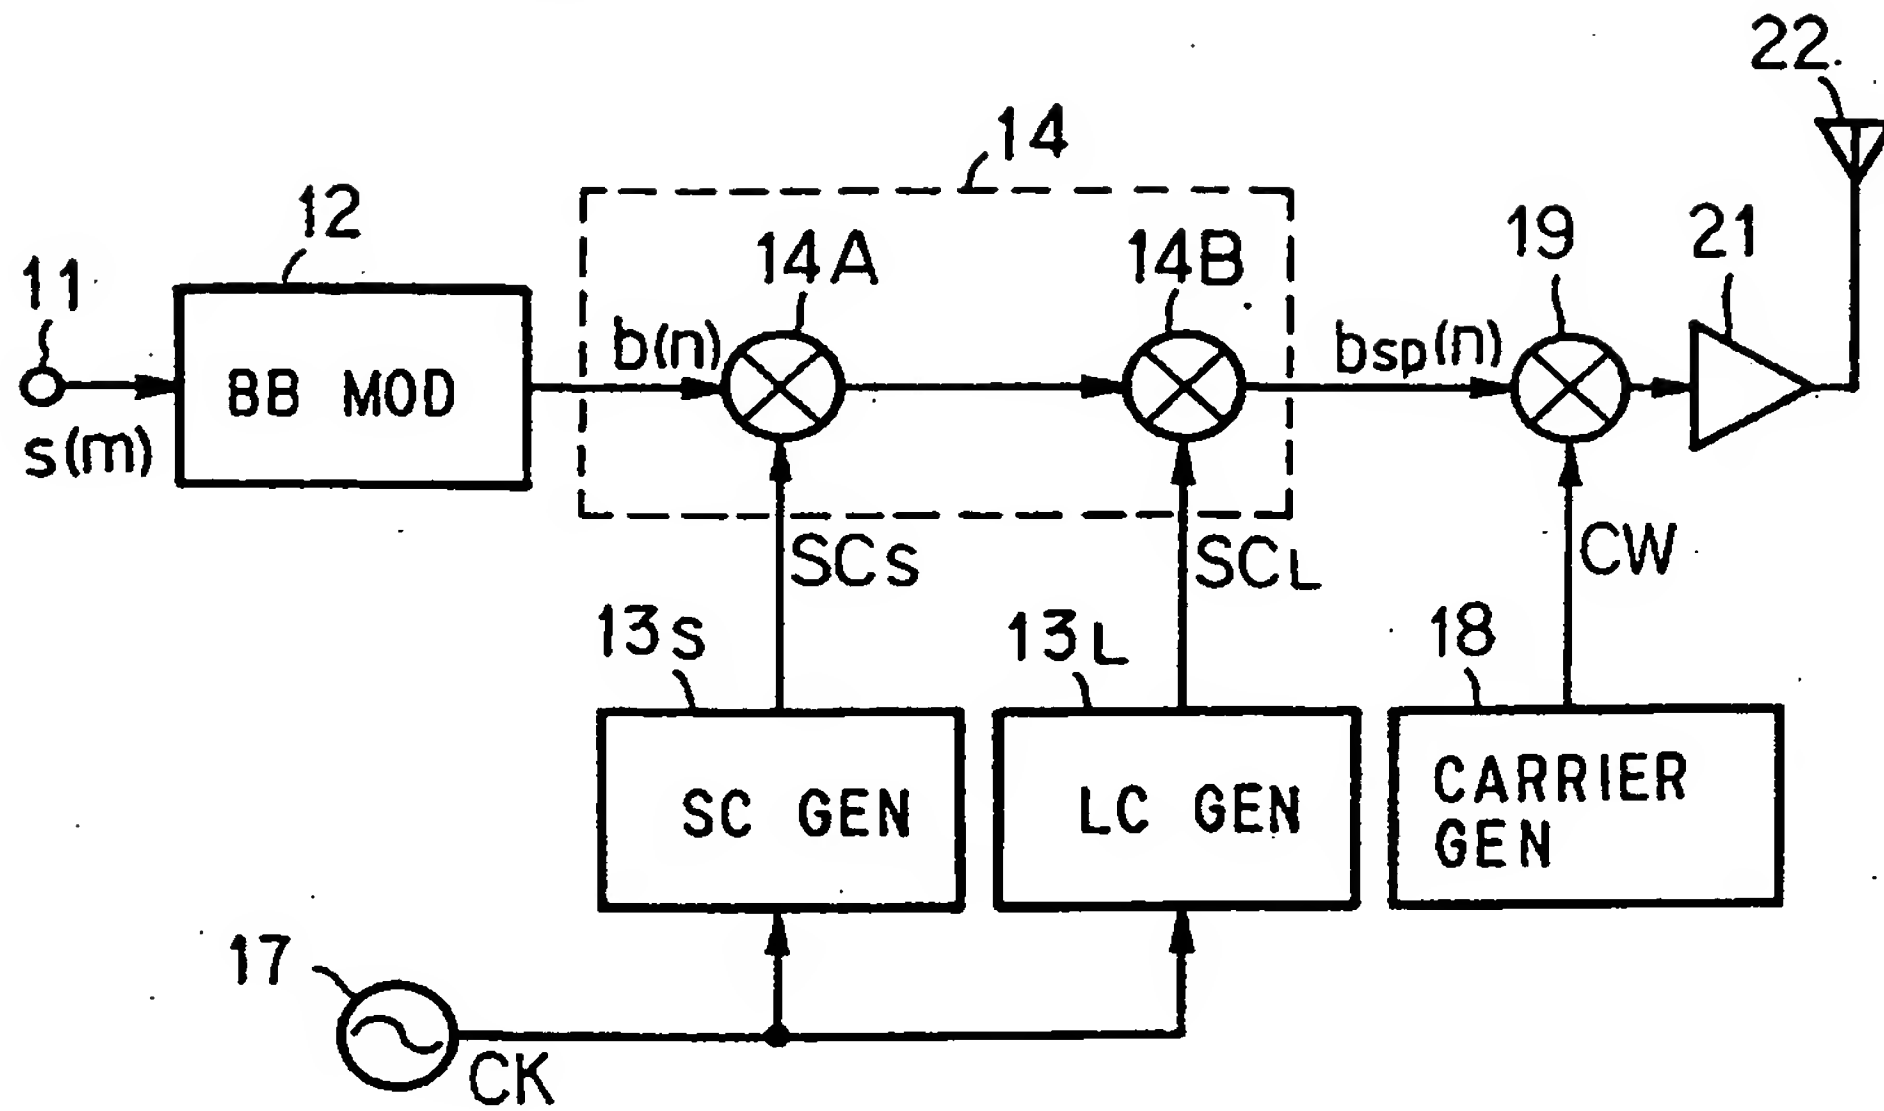 22
14
12
14A
14B
19
21
11
b(n)
bsp(n)
BB MOD
s(m)
SCS
SCL
CW
13S
13L
18
SC GEN
LC GEN
CARRIER
GEN
17
CK